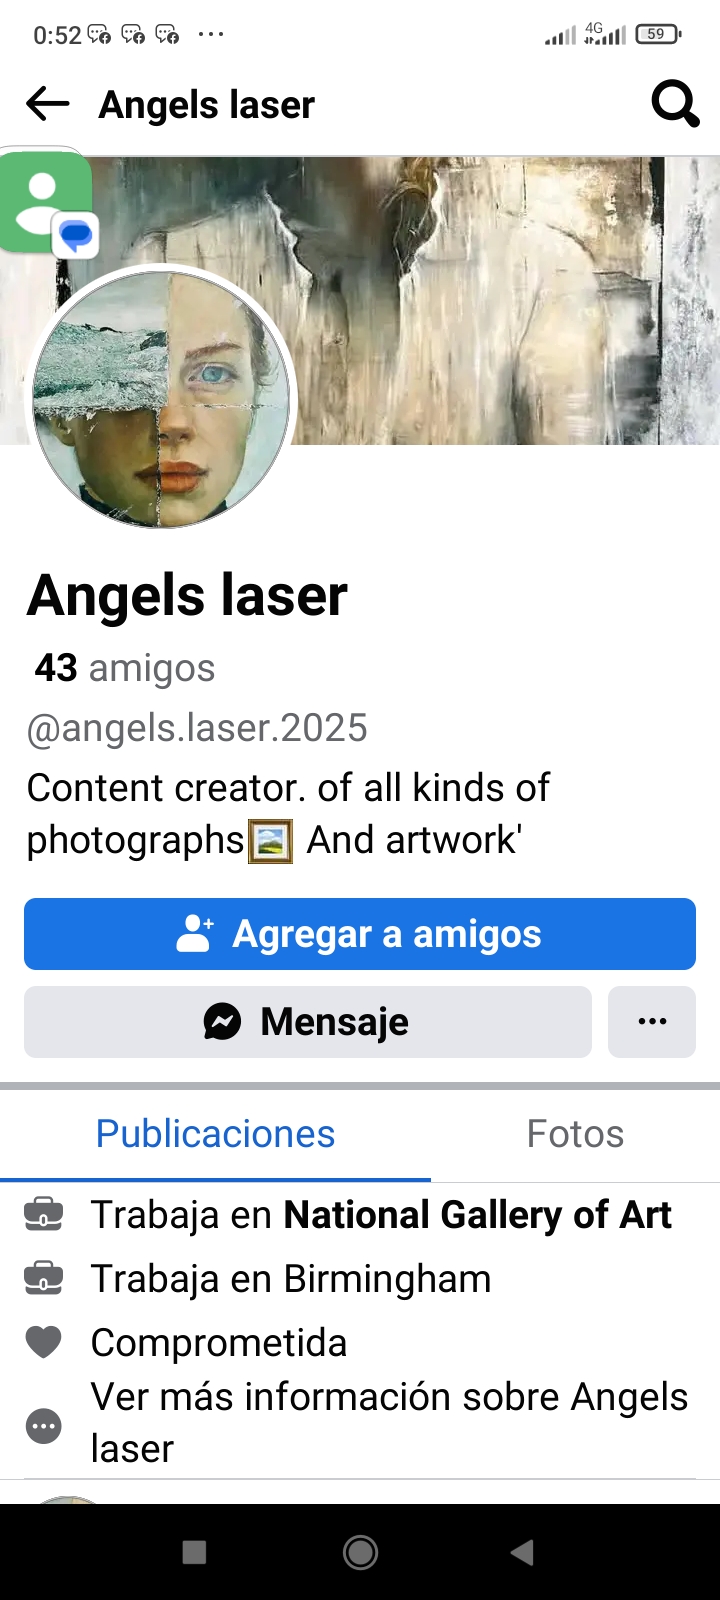 0:52 4G 59
Angels laser
Angels laser
43 amigos
@angels.laser.2025
Content creator. of all kinds of
photographs🖼️ And artwork'
Agregar a amigos
Mensaje
Publicaciones Fotos
Trabaja en National Gallery of Art
Trabaja en Birmingham
Comprometida
Ver más información sobre Angels
laser